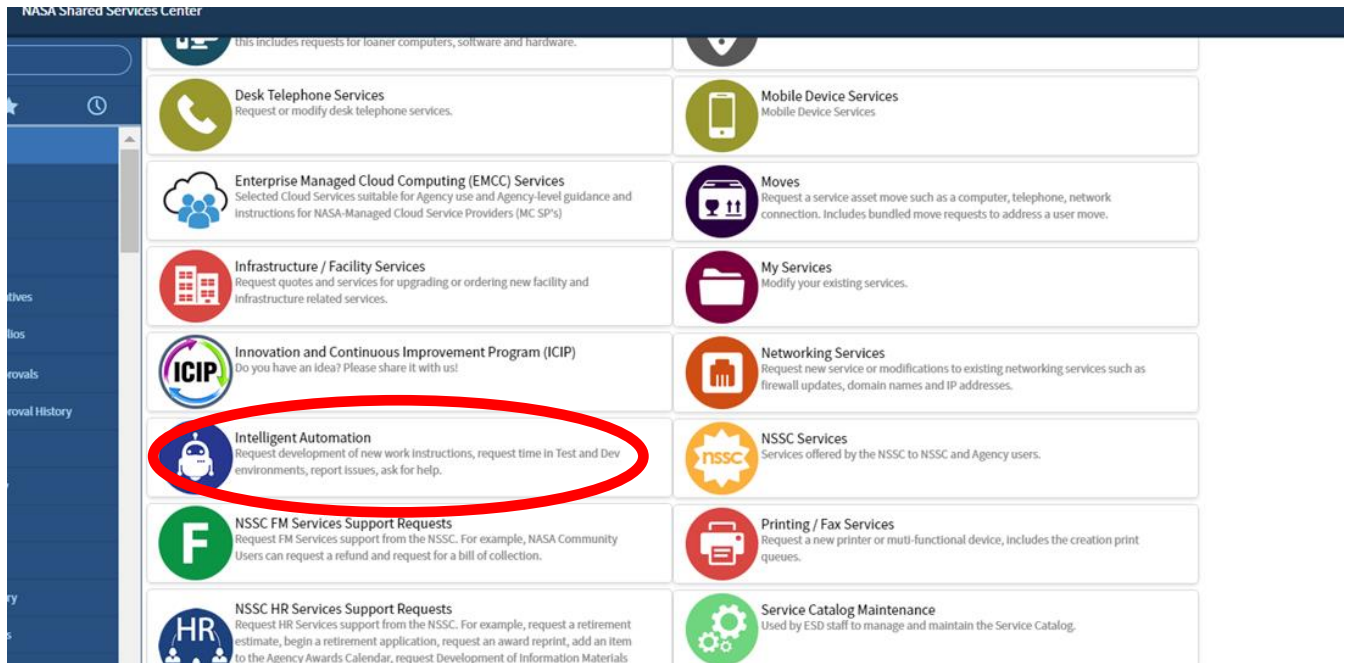 NASA Shared Services Center
this includes requests for loaner computers, software and hardware.
Desk Telephone Services
Request or modify desk telephone services.
Mobile Device Services
Mobile Device Services
Enterprise Managed Cloud Computing (EMCC) Services
Selected Cloud Services suitable for Agency use and Agency-level guidance and
instructions for NASA-Managed Cloud Service Providers (MC SP's)
Moves
Request a service asset move such as a computer, telephone, network
connection. Includes bundled move requests to address a user move.
Infrastructure / Facility Services
Request quotes and services for upgrading or ordering new facility and
infrastructure related services.
My Services
Modify your existing services.
atives
lios
ICIP
Innovation and Continuous Improvement Program (ICIP)
Do you have an idea? Please share it with us!
Networking Services
Request new service or modifications to existing networking services such as
firewall updates, domain names and IP addresses.
rovals
roval History
Intelligent Automation
Request development of new work instructions, request time in Test and Dev
environments, report issues, ask for help.
nssc
NSSC Services
Services offered by the NSSC to NSSC and Agency users.
F
NSSC FM Services Support Requests
Request FM Services support from the NSSC. For example, NASA Community
Users can request a refund and request for a bill of collection.
Printing / Fax Services
Request a new printer or muti-functional device, includes the creation print
queues.
ry
s
HR
NSSC HR Services Support Requests
Request HR Services Support from the NSSC. For example, request a retirement
estimate, begin a retirement application, request an award reprint, add an item
to the Agency Awards Calendar, request Development of Information Materials
Service Catalog Maintenance
Used by ESD staff to manage and maintain the Service Catalog.